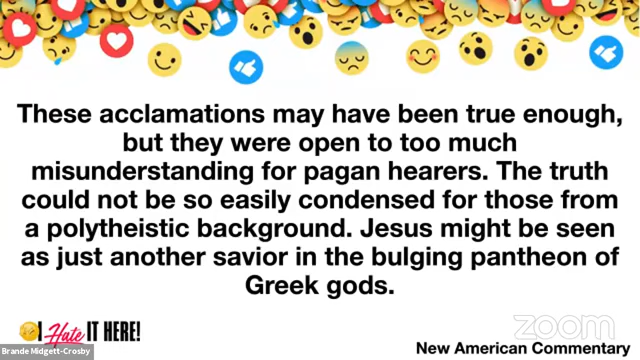 These acclamations may have been true enough,
but they were open to too much
misunderstanding for pagan hearers. The truth
could not be so easily condensed for those from
a polytheistic background. Jesus might be seen
as just another savior in the bulging pantheon of
Greek gods.
I Hate IT HERE!
zoom
Brande Midgett-Crosby
New American Commentary